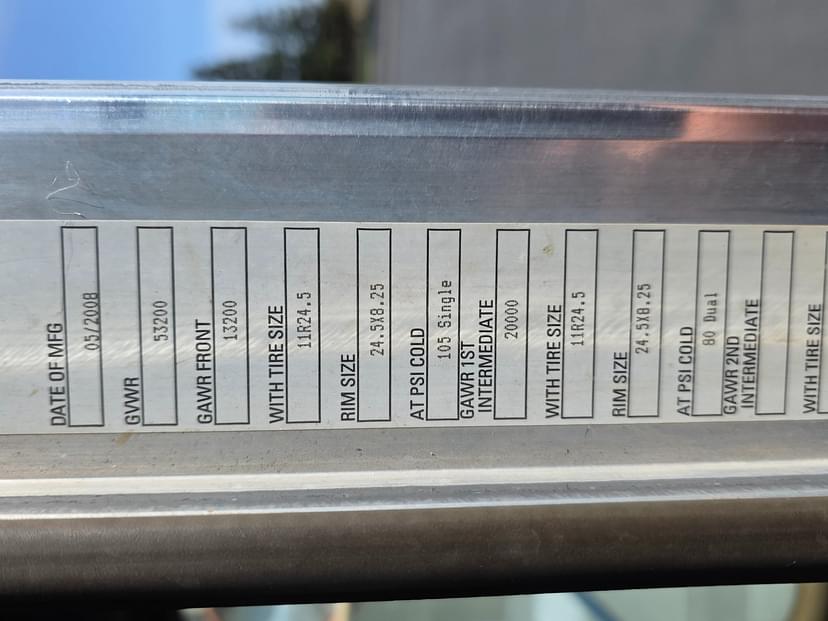 DATE OF MFG
05/2008
GVWR
53200
GAWR FRONT
13200
WITH TIRE SIZE
11R24.5
RIM SIZE
24.5X8.25
AT PSI COLD
105 Single
GAWR 1ST
INTERMEDIATE
20000
WITH TIRE SIZE
11R24.5
RIM SIZE
24.5X8.25
AT PSI COLD
80 Dual
GAWR 2ND
INTERMEDIATE
WITH TIRE SIZE